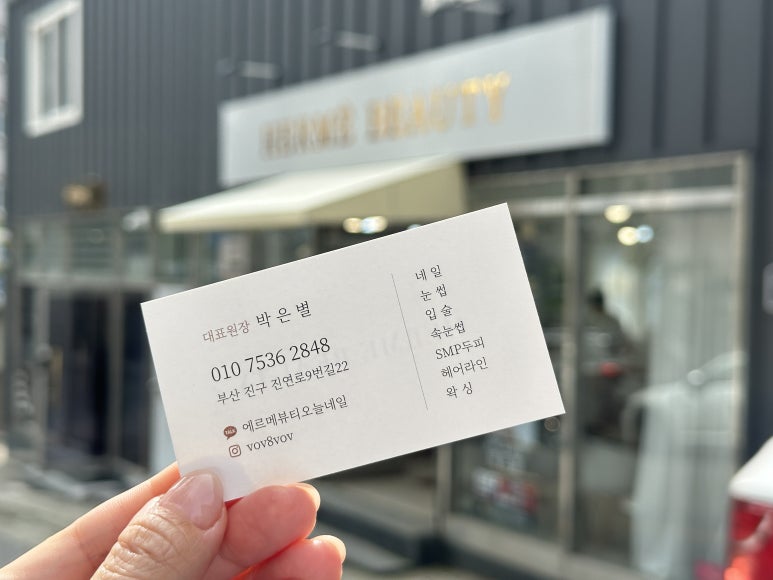 BEAUTY
대표원장 박은별
010 7536 2848
부산 진구 진연로9번길22
TALK 에르메뷰티오늘네일
vov8vov
네일
눈썹
입술
속눈썹
SMP두피
헤어라인
왁싱